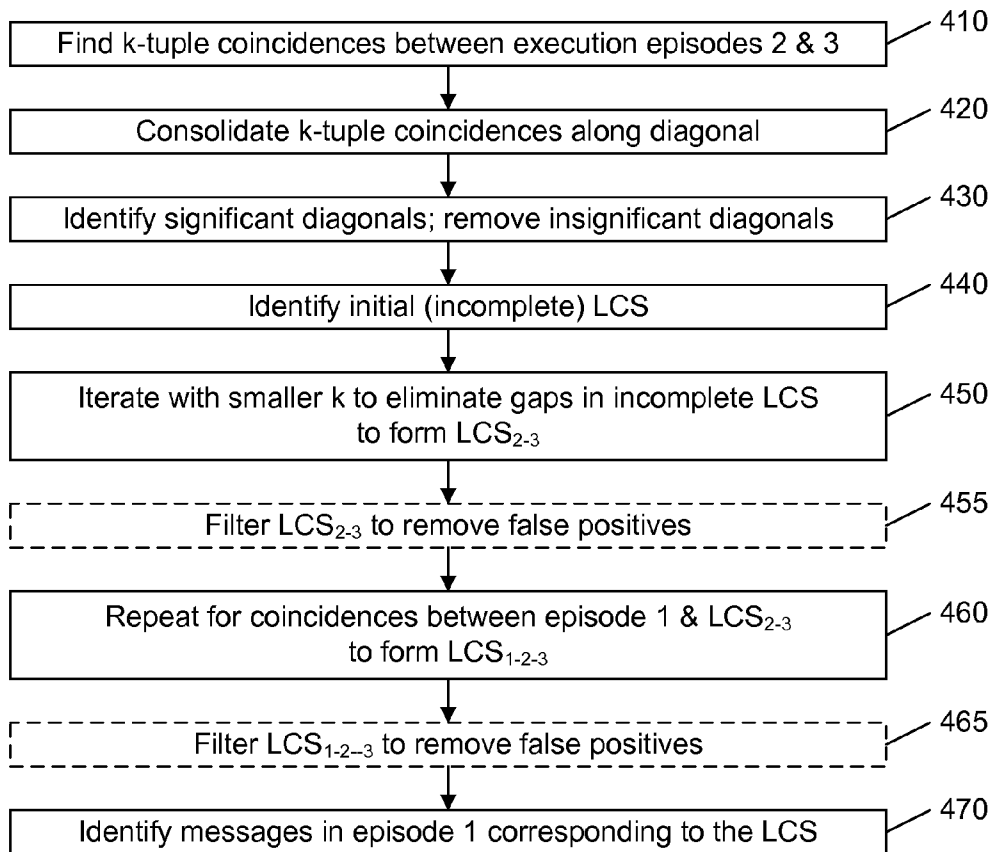 410
Find k-tuple coincidences between execution episodes 2 & 3
420
Consolidate k-tuple coincidences along diagonal
430
Identify significant diagonals; remove insignificant diagonals
440
Identify initial (incomplete) LCS
450
Iterate with smaller k to eliminate gaps in incomplete LCS
to form LCS2-3
455
Filter LCS2-3 to remove false positives
460
Repeat for coincidences between episode 1 & LCS2-3
to form LCS1-2-3
465
Filter LCS1-2--3 to remove false positives
470
Identify messages in episode 1 corresponding to the LCS